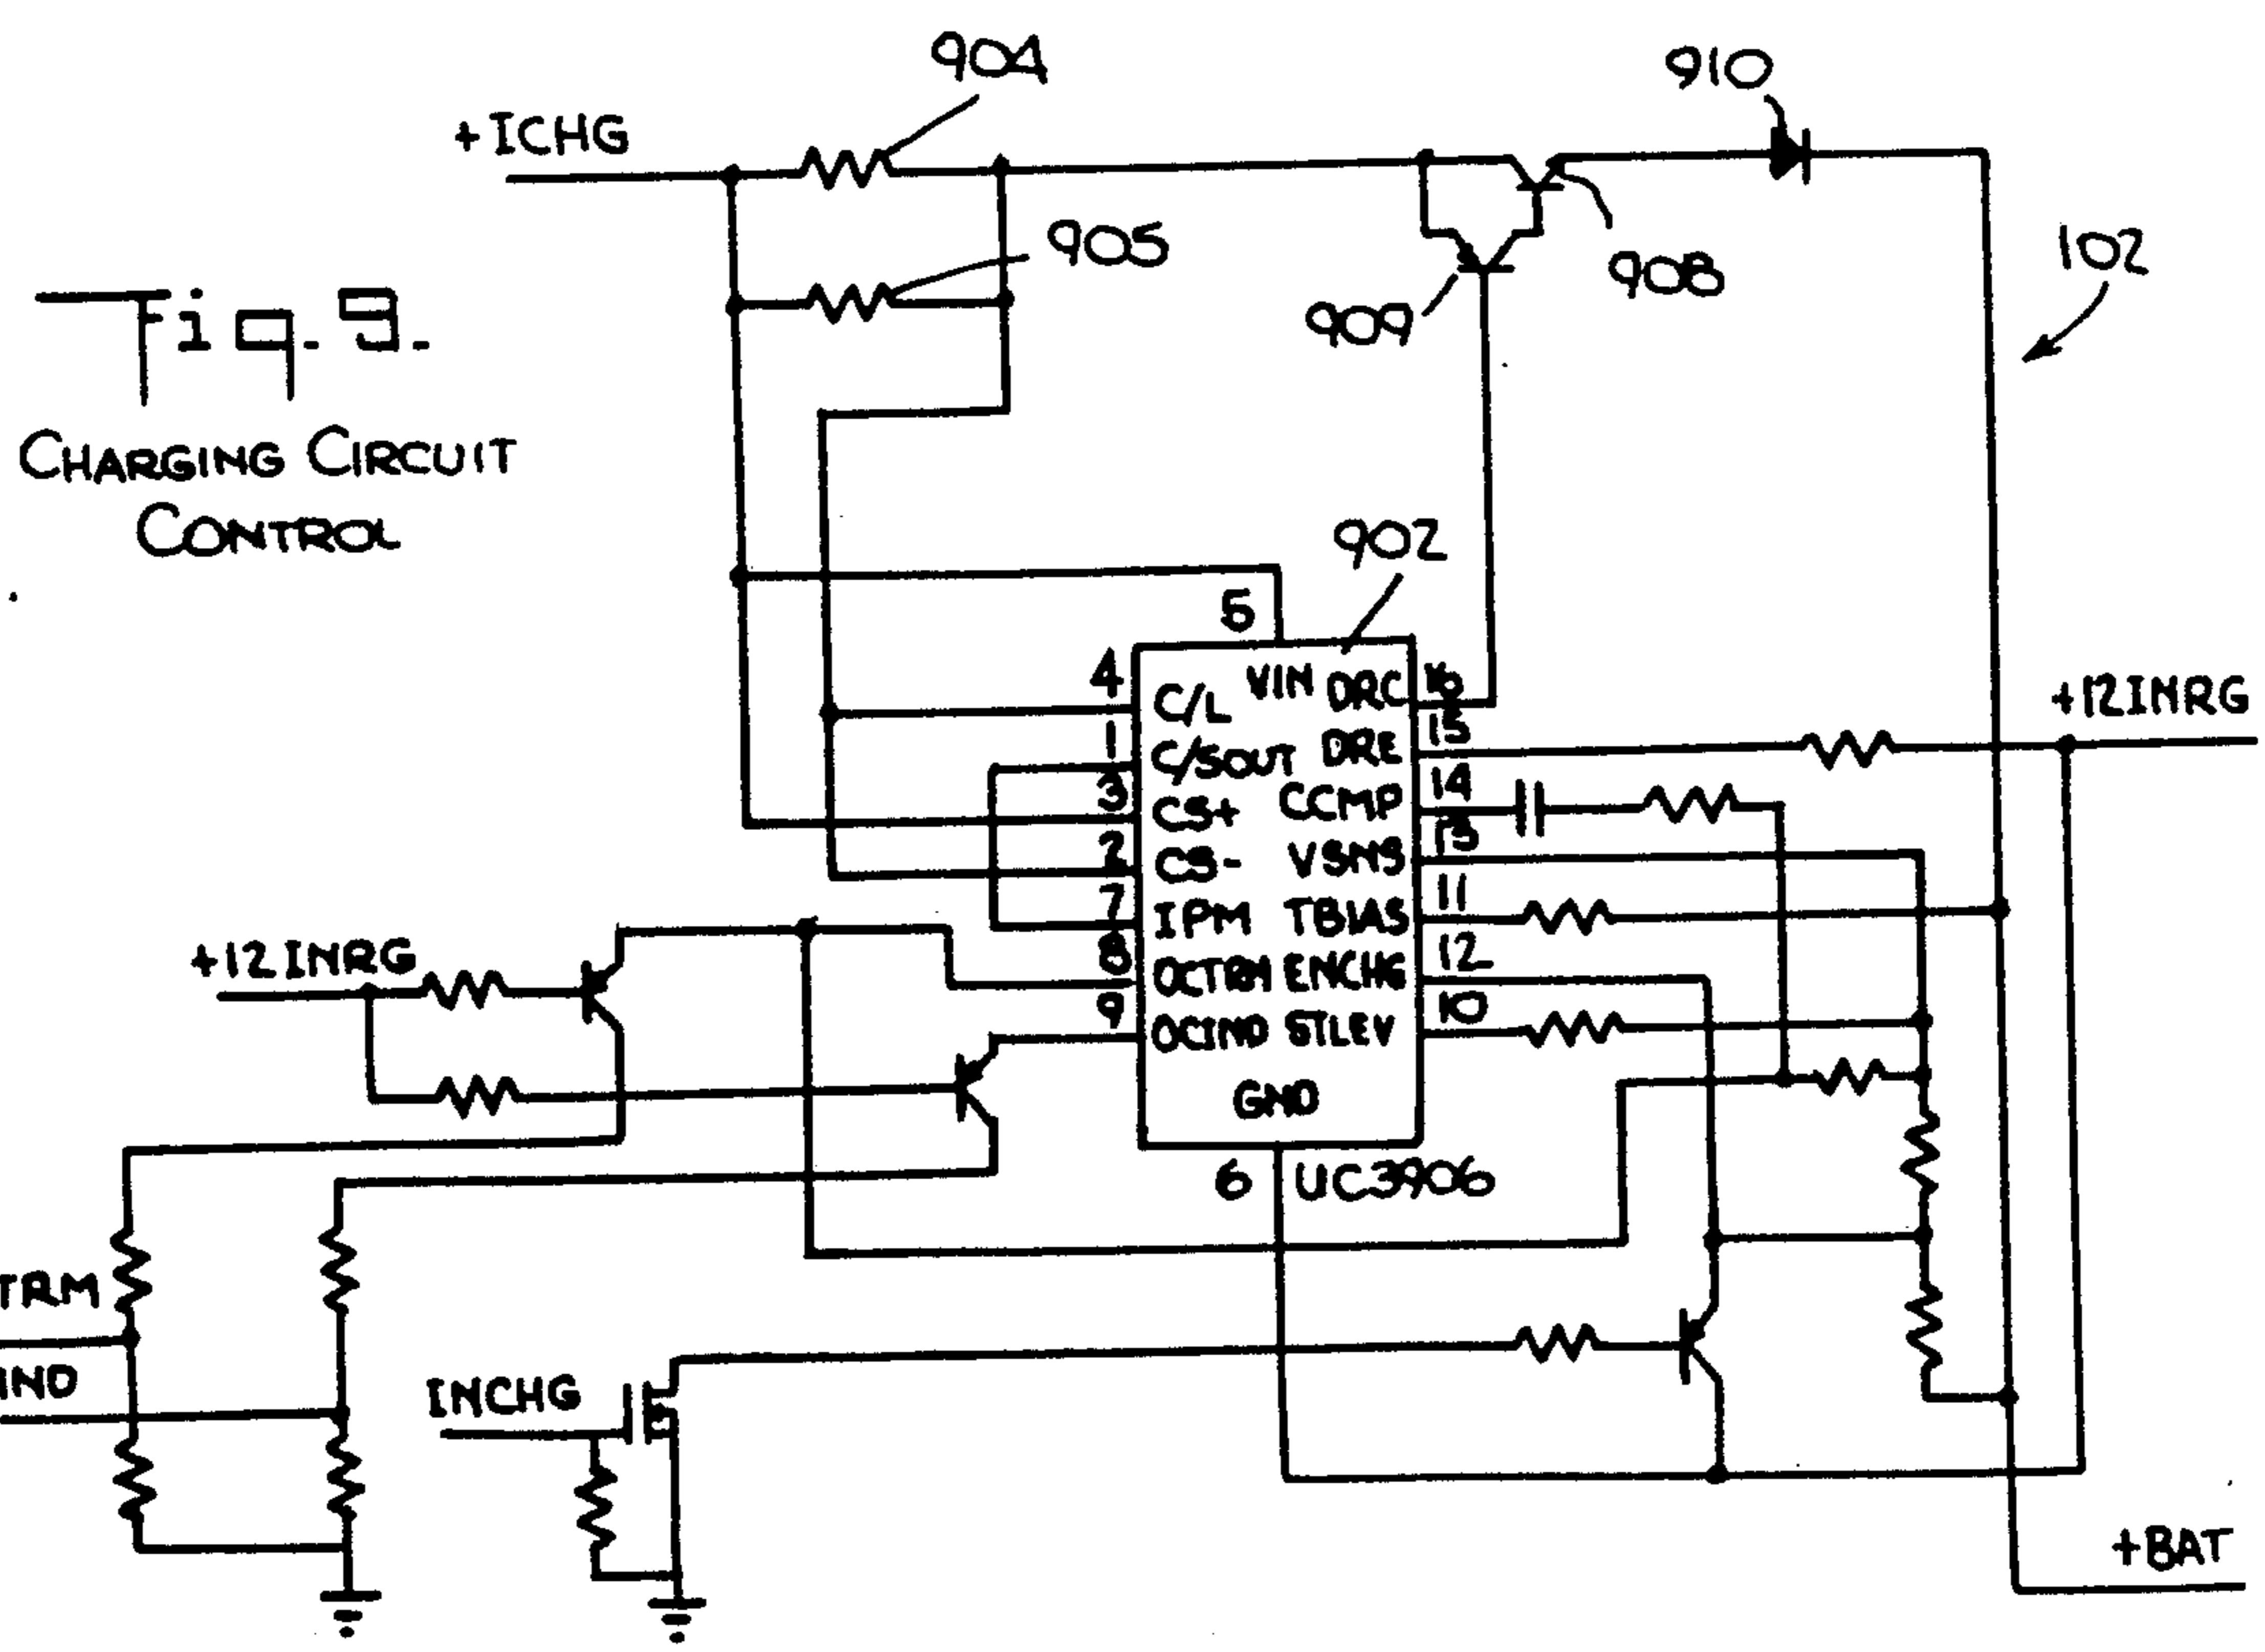 904
910
+ICHG
905
102
908
909
Fig. 9.
CHARGING CIRCUIT
CONTROL
902
5
4
VIN DRC
16
C/L
+12INRG
1
15
C/SOUT DRE
3
14
CS+ CCMP
2
13
CS- VSNS
7
11
IPM TBIAS
+12INRG
8
12
OCTRM ENCHG
9
10
OCIND STLEV
GND
6
UC3906
TRM
IND
INCHG
+BAT